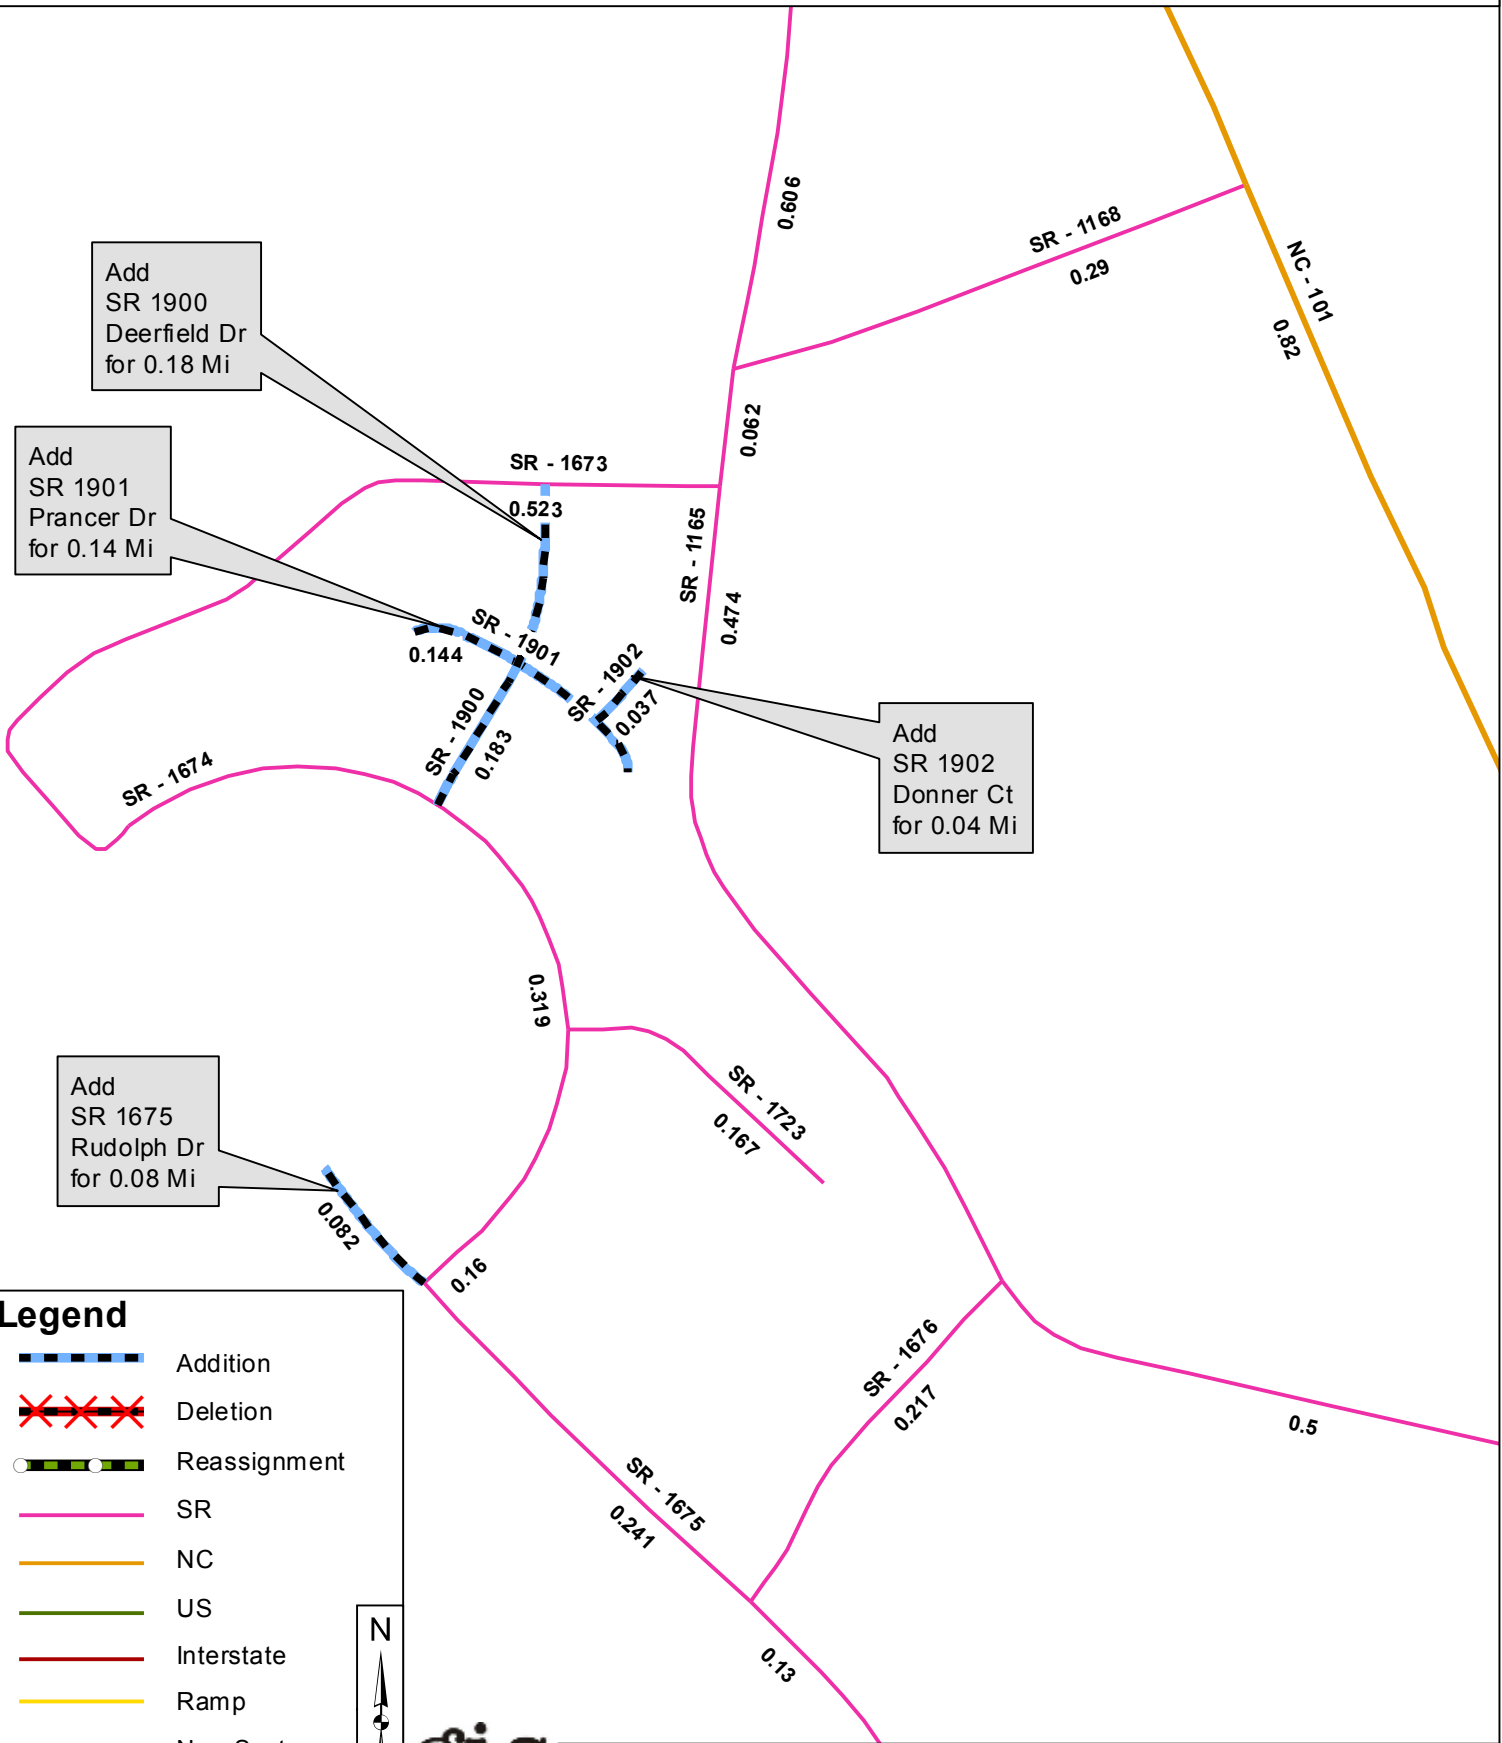 0.606
SR - 1168
0.29
NC - 101
0.82
Add
SR 1900
Deerfield Dr
for 0.18 Mi
0.062
Add
SR 1901
Prancer Dr
for 0.14 Mi
SR - 1673
0.523
SR - 1165
0.474
SR - 1901
0.144
SR - 1902
0.037
SR - 1900
0.183
Add
SR 1902
Donner Ct
for 0.04 Mi
SR - 1674
0.319
SR - 1723
0.167
Add
SR 1675
Rudolph Dr
for 0.08 Mi
0.082
0.16
SR - 1676
0.217
0.5
SR - 1675
0.241
0.13
Legend
Addition
Deletion
Reassignment
SR
NC
US
Interstate
Ramp
N